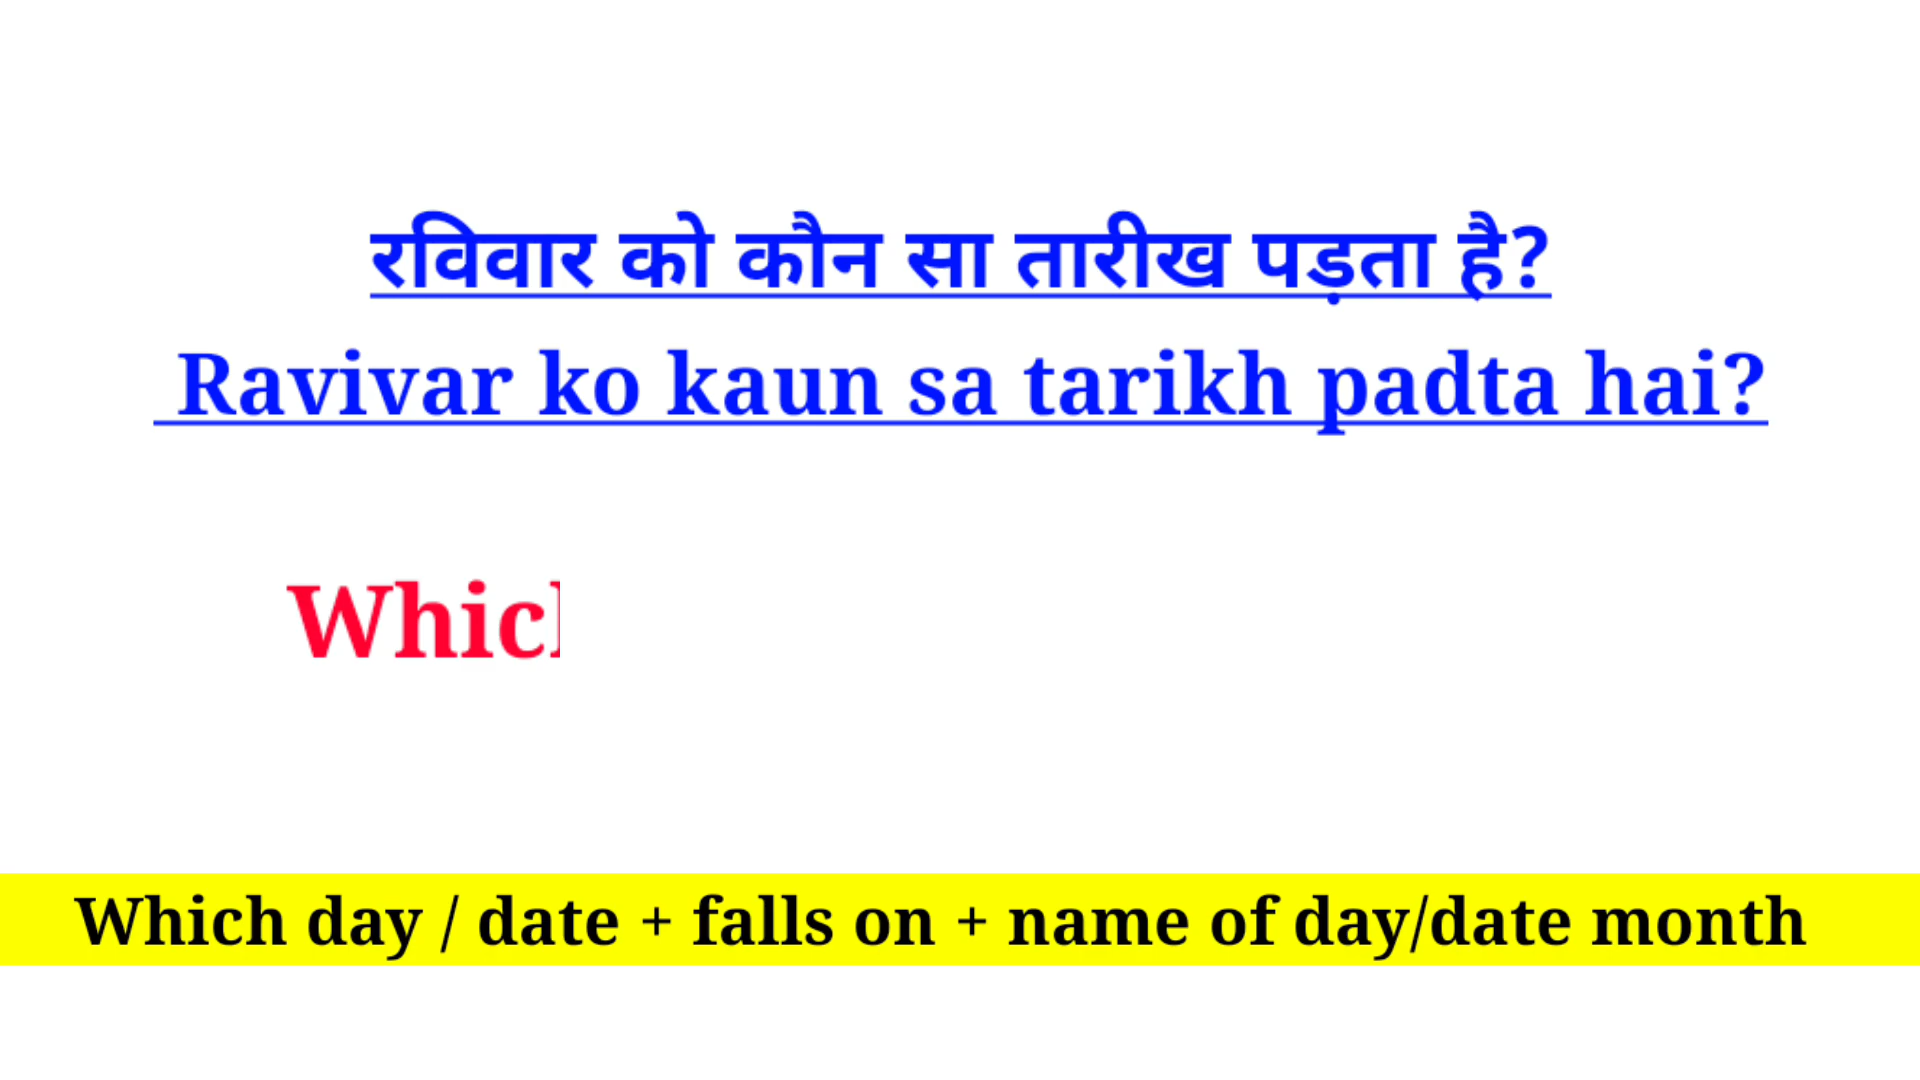 रविवार को कौन सा तारीख पड़ता है?
Ravivar ko kaun sa tarikh padta hai?
Which day / date + falls on + name of day/date month